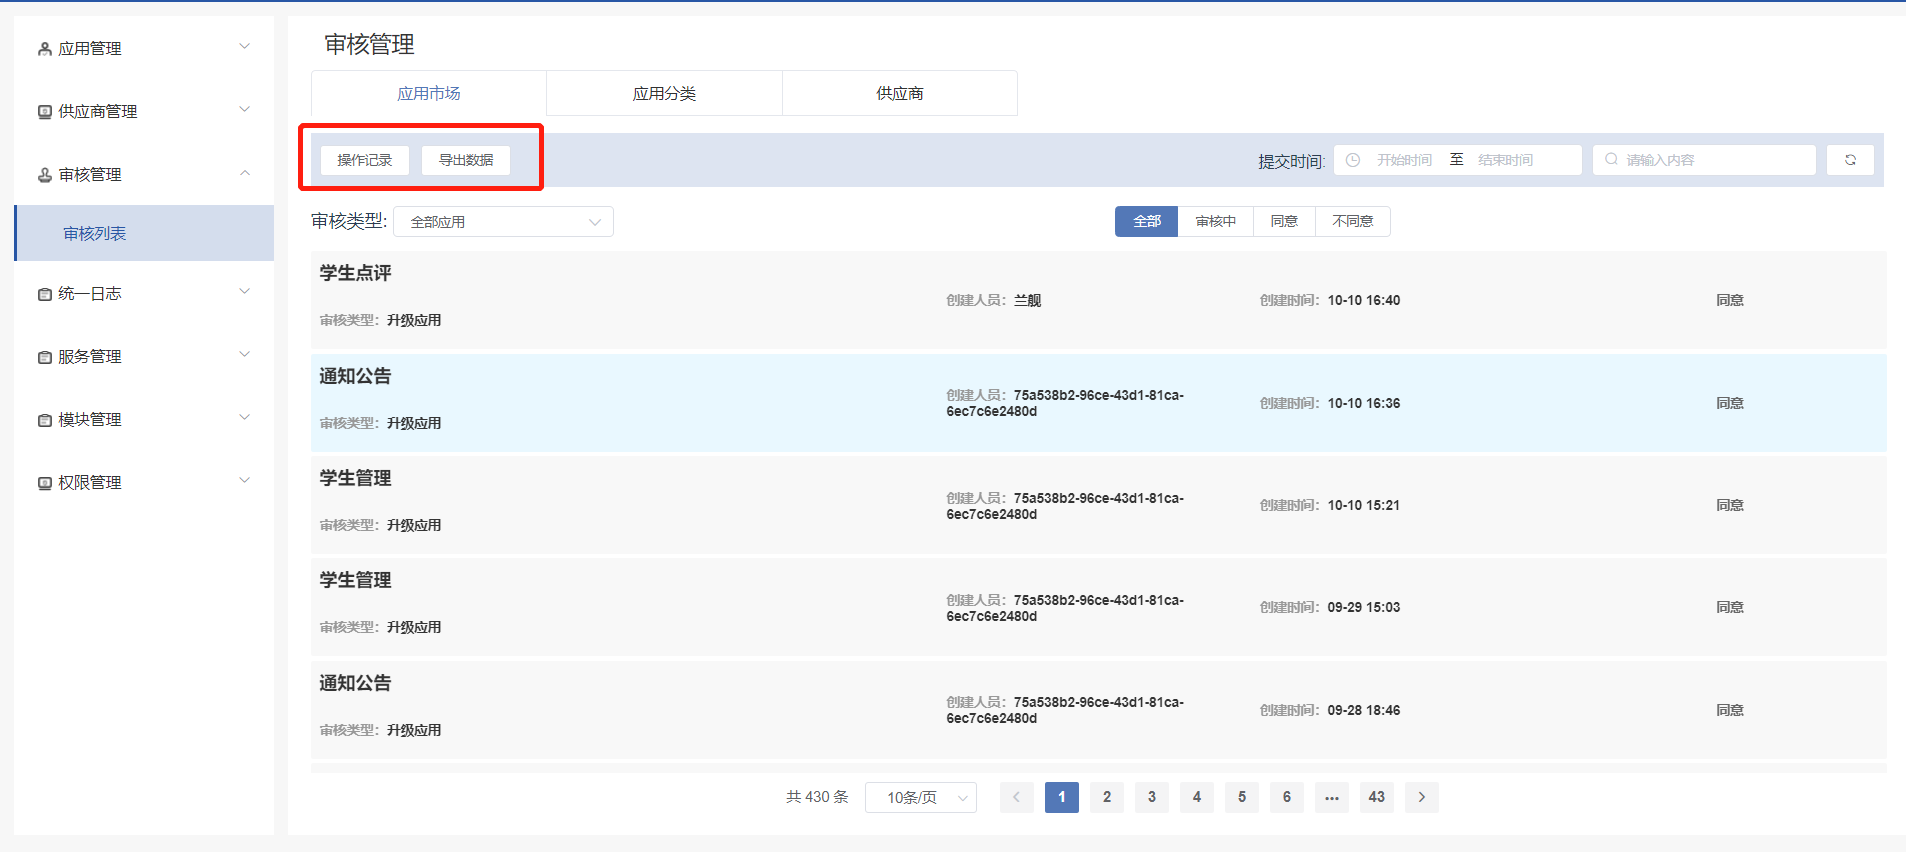 应用管理
供应商管理
审核管理
审核列表
统一日志
服务管理
模块管理
权限管理
审核管理
应用市场 应用分类 供应商
操作记录 导出数据 提交时间: 开始时间 至 结束时间 请输入内容
审核类型: 全部应用 全部 审核中 同意 不同意
学生点评
审核类型: 升级应用
创建人员: 兰舰
创建时间: 10-10 16:40
同意
通知公告
审核类型: 升级应用
创建人员: 75a538b2-96ce-43d1-81ca-
6ec7c6e2480d
创建时间: 10-10 16:36
同意
学生管理
审核类型: 升级应用
创建人员: 75a538b2-96ce-43d1-81ca-
6ec7c6e2480d
创建时间: 10-10 15:21
同意
学生管理
审核类型: 升级应用
创建人员: 75a538b2-96ce-43d1-81ca-
6ec7c6e2480d
创建时间: 09-29 15:03
同意
通知公告
审核类型: 升级应用
创建人员: 75a538b2-96ce-43d1-81ca-
6ec7c6e2480d
创建时间: 09-28 18:46
同意
共 430 条 10条/页 1 2 3 4 5 6 ••• 43